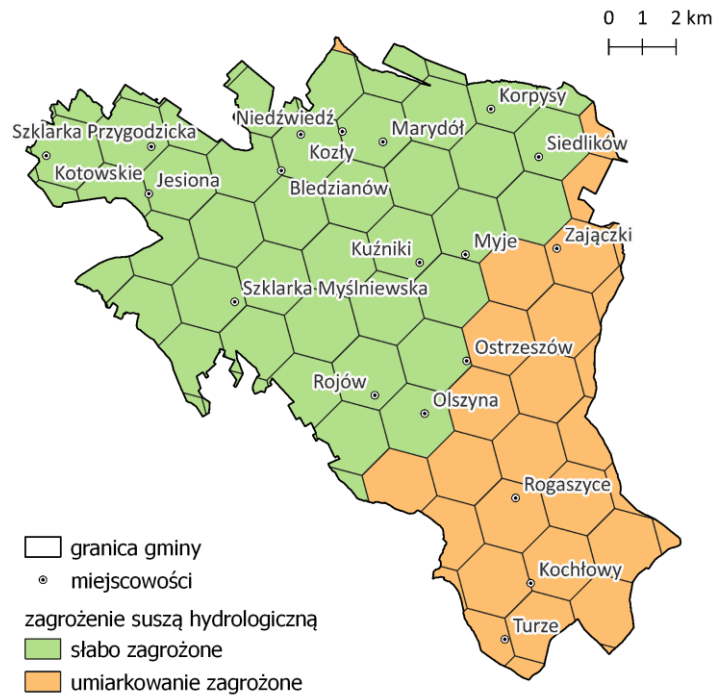 0 1 2 km
Korpysy
Niedźwiedź
Szklarka Przygodzicka
Marydół
Siedlików
Kozły
Kotowskie
Jesiona
Bledzianów
Zajączki
Kuźniki
Myje
Szklarka Myślniewska
Ostrzeszów
Rojów
Olszyna
Rogaszyce
granica gminy
miejscowości
Kochłowy
zagrożenie suszą hydrologiczną
Turze
słabo zagrożone
umiarkowanie zagrożone